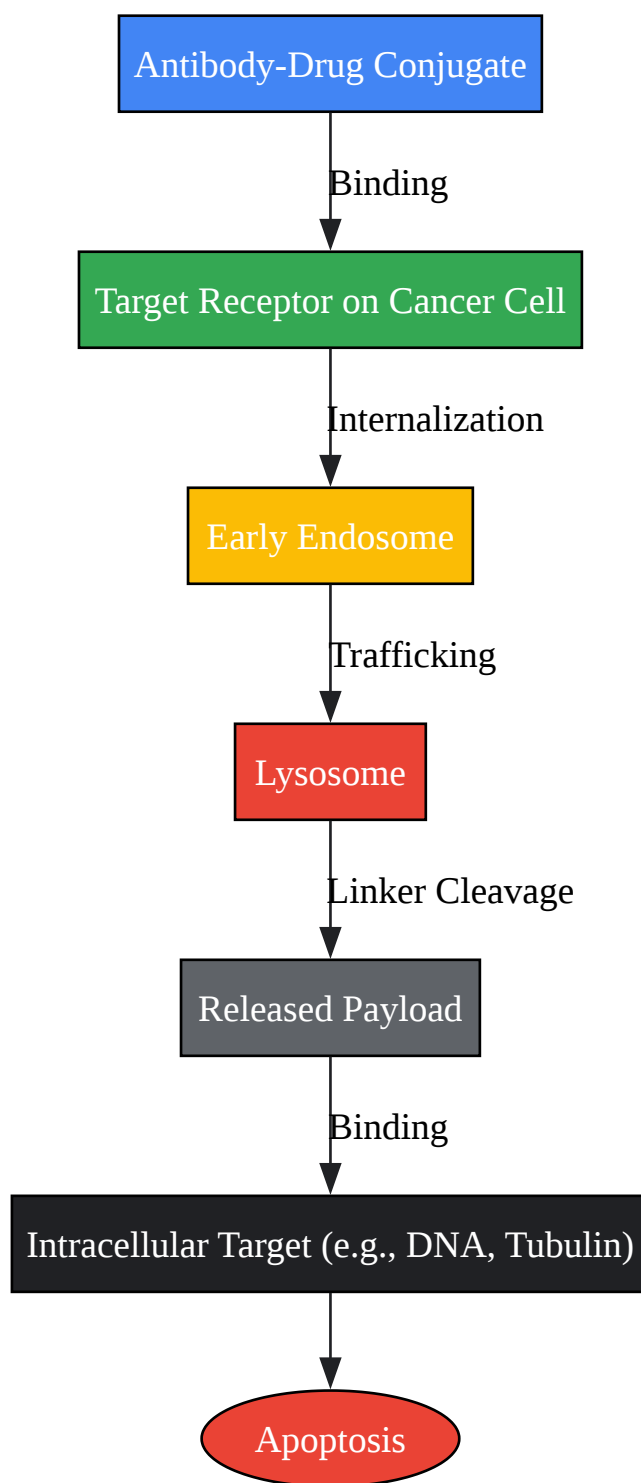 Antibody-Drug Conjugate
Binding
Target Receptor on Cancer Cell
Internalization
Early Endosome
Trafficking
Lysosome
Linker Cleavage
Released Payload
Binding
Intracellular Target (e.g., DNA, Tubulin)
Apoptosis